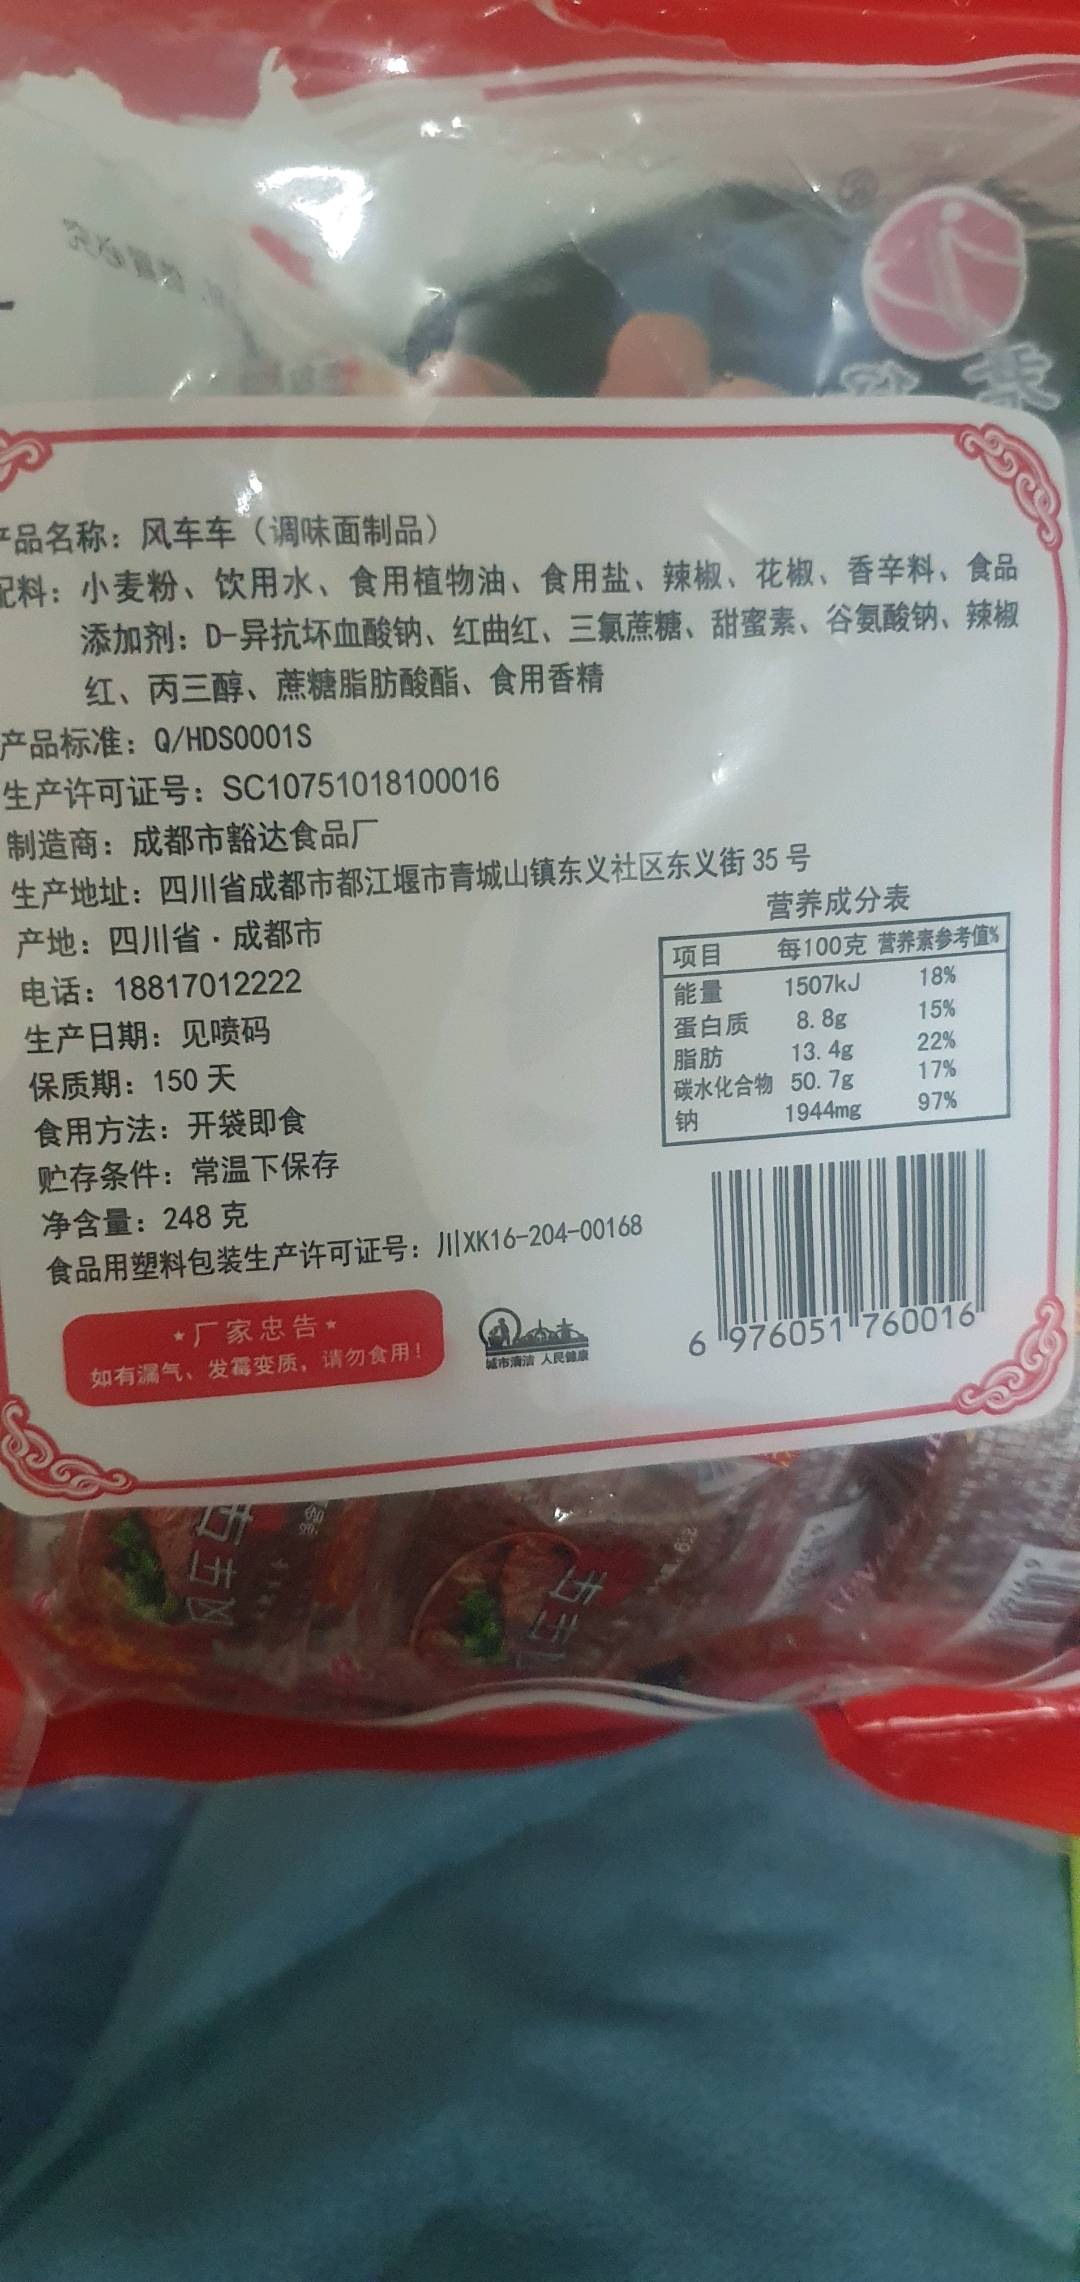 产品名称：风车车（调味面制品）
配料：小麦粉、饮用水、食用植物油、食用盐、辣椒、花椒、香辛料、食品
添加剂：D-异抗坏血酸钠、红曲红、三氯蔗糖、甜蜜素、谷氨酸钠、辣椒
红、丙三醇、蔗糖脂肪酸酯、食用香精
产品标准：Q/HDS0001S
生产许可证号：SC10751018100016
制造商：成都市豁达食品厂
生产地址：四川省成都市都江堰市青城山镇东义社区东义街 35 号
产地：四川省·成都市
电话：18817012222
生产日期：见喷码
保质期：150 天
食用方法：开袋即食
贮存条件：常温下保存
净含量：248 克
食品用塑料包装生产许可证号：川XK16-204-00168
营养成分表
项目 每100克 营养素参考值%
能量 1507kJ 18%
蛋白质 8.8g 15%
脂肪 13.4g 22%
碳水化合物 50.7g 17%
钠 1944mg 97%
★厂家忠告★
如有漏气、发霉变质，请勿食用！
城市清洁 人民健康
6 976051 760016